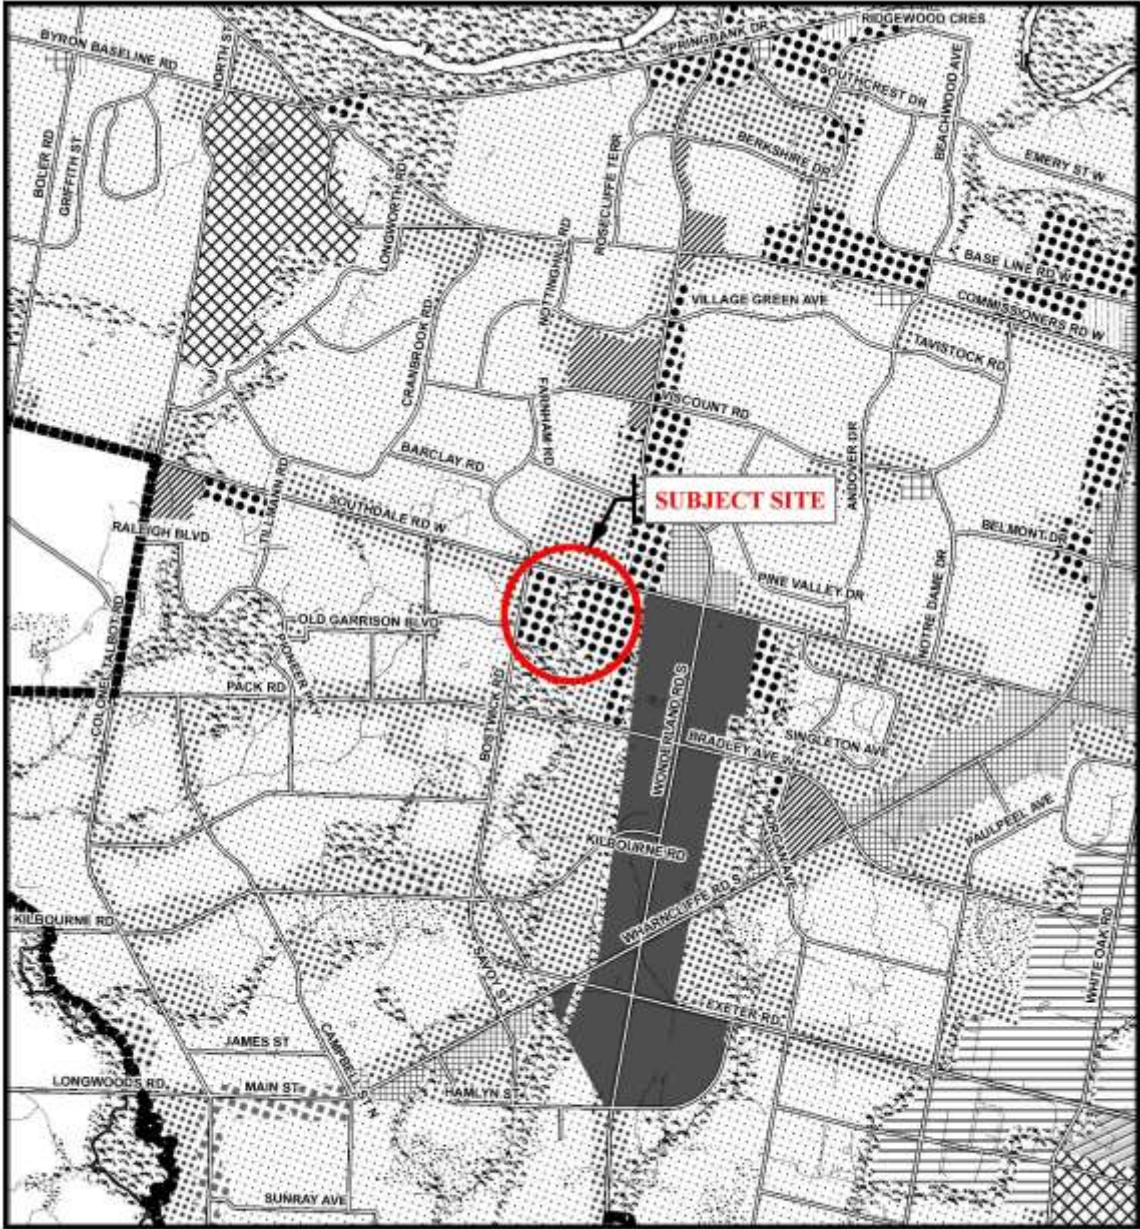 RIDGEWOOD CRES
SPRINGBANK DR
BYRON BASELINE RD
NORTH ST
SOUTHCREST DR
BEACHWOOD AVE
BOLER RD
GRIFFITH ST
BERKSHIRE DR
EMERY ST W
ROSECLIFFE TERR
LONGWORTH RD
NOTTINGHILL RD
BASE LINE RD W
COMMISSIONERS RD W
VILLAGE GREEN AVE
CRANBROOK RD
TAVISTOCK RD
FARNHAM RD
VISCOUNT RD
ANDOVER DR
BARCLAY RD
TILLMANN RD
SOUTHDALE RD W
SUBJECT SITE
RALEIGH BLVD
BELMONT DR
NOTRE DAME DR
PINE VALLEY DR
COLONEL TALBOT RD
OLD GARRISON BLVD
PIONEER
PACK RD
BOSTWICK RD
WONDERLAND RD S
BRADLEY AVE
SINGLETON AVE
PAULPEEL AVE
KILBOURNE RD
WHARNCLIFFE RD S
KILBOURNE RD
SAVOY ST
WHITE OAK RD
EXETER RD
JAMES ST
CAMPBELL ST N
LONGWOODS RD
MAIN ST
HAMLYN ST
SUNRAY AVE